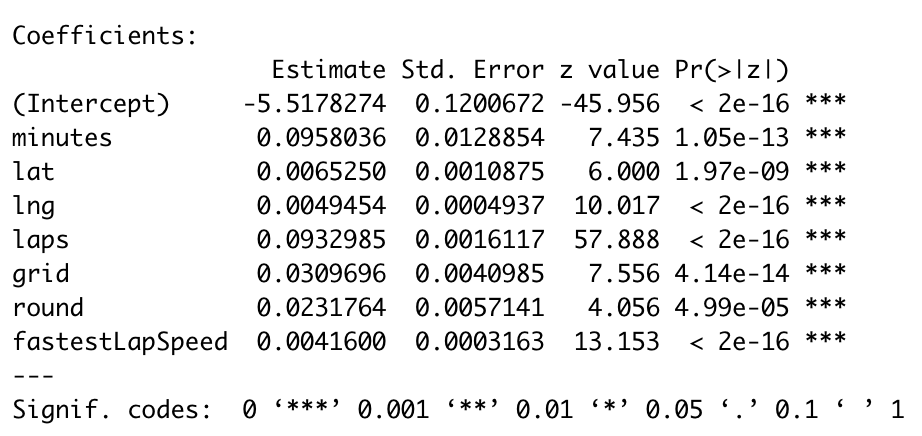 Coefficients:
Estimate Std. Error z value Pr(>|z|)
(Intercept) -5.5178274 0.1200672 -45.956 < 2e-16 ***
minutes 0.0958036 0.0128854 7.435 1.05e-13 ***
lat 0.0065250 0.0010875 6.000 1.97e-09 ***
lng 0.0049454 0.0004937 10.017 < 2e-16 ***
laps 0.0932985 0.0016117 57.888 < 2e-16 ***
grid 0.0309696 0.0040985 7.556 4.14e-14 ***
round 0.0231764 0.0057141 4.056 4.99e-05 ***
fastestLapSpeed 0.0041600 0.0003163 13.153 < 2e-16 ***
---
Signif. codes: 0 ‘***’ 0.001 ‘**’ 0.01 ‘*’ 0.05 ‘.’ 0.1 ‘ ’ 1